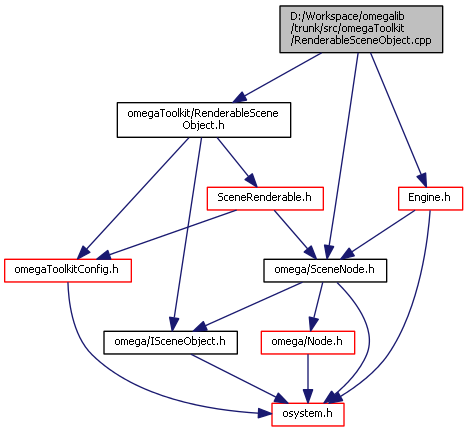 D:/Workspace/omegalib
/trunk/src/omegaToolkit
/RenderableSceneObject.cpp
omegaToolkit/RenderableScene
Object.h
SceneRenderable.h
Engine.h
omegaToolkitConfig.h
omega/SceneNode.h
omega/ISceneObject.h
omega/Node.h
osystem.h